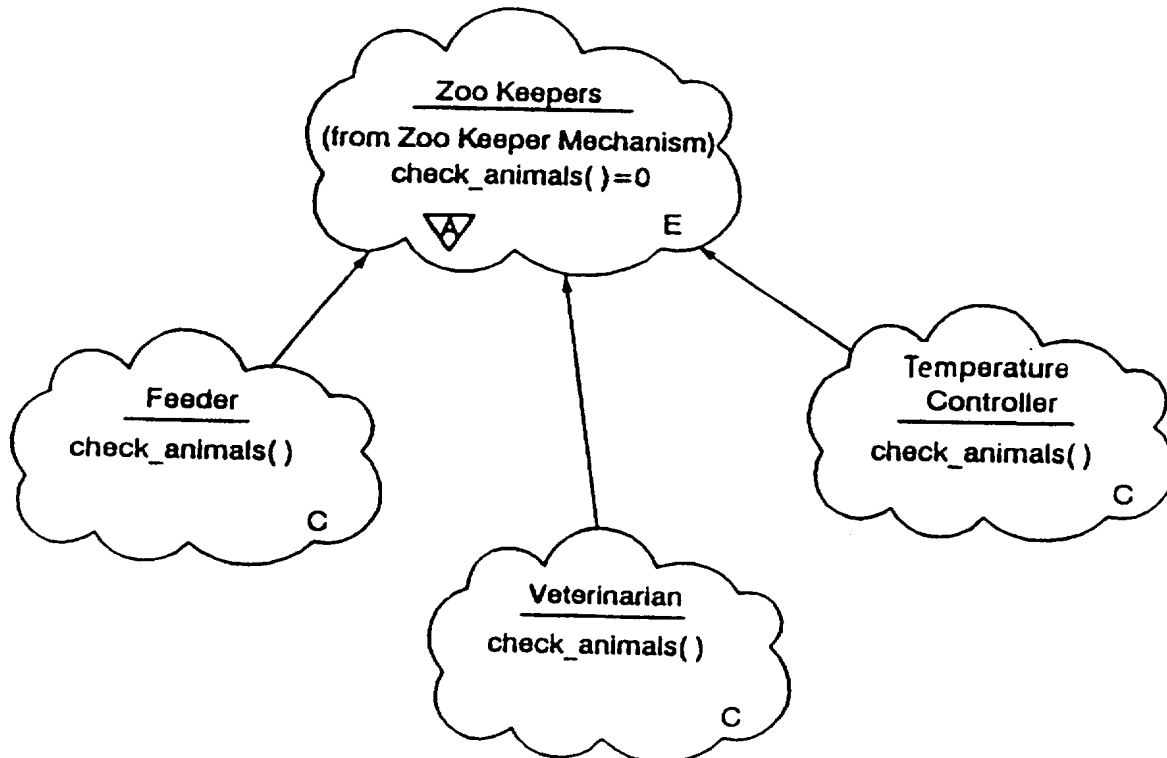 Zoo Keepers
(from Zoo Keeper Mechanism)
check_animals( )=0
A
E
Feeder
check_animals( )
C
Temperature
Controller
check_animals( )
C
Veterinarian
check_animals( )
C